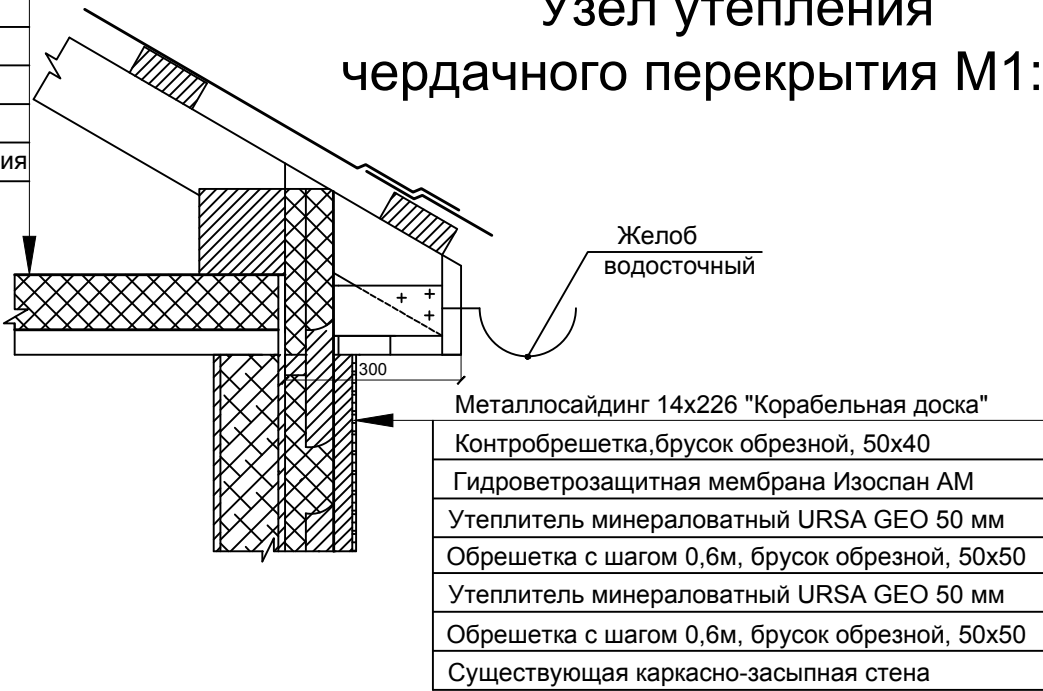 Узел утепления
чердачного перекрытия М1:
ия
Желоб
водосточный
300
Металлосайдинг 14х226 "Корабельная доска"
Контробрешетка,брусок обрезной, 50х40
Гидроветрозащитная мембрана Изоспан АМ
Утеплитель минераловатный URSA GEO 50 мм
Обрешетка с шагом 0,6м, брусок обрезной, 50х50
Утеплитель минераловатный URSA GEO 50 мм
Обрешетка с шагом 0,6м, брусок обрезной, 50х50
Существующая каркасно-засыпная стена